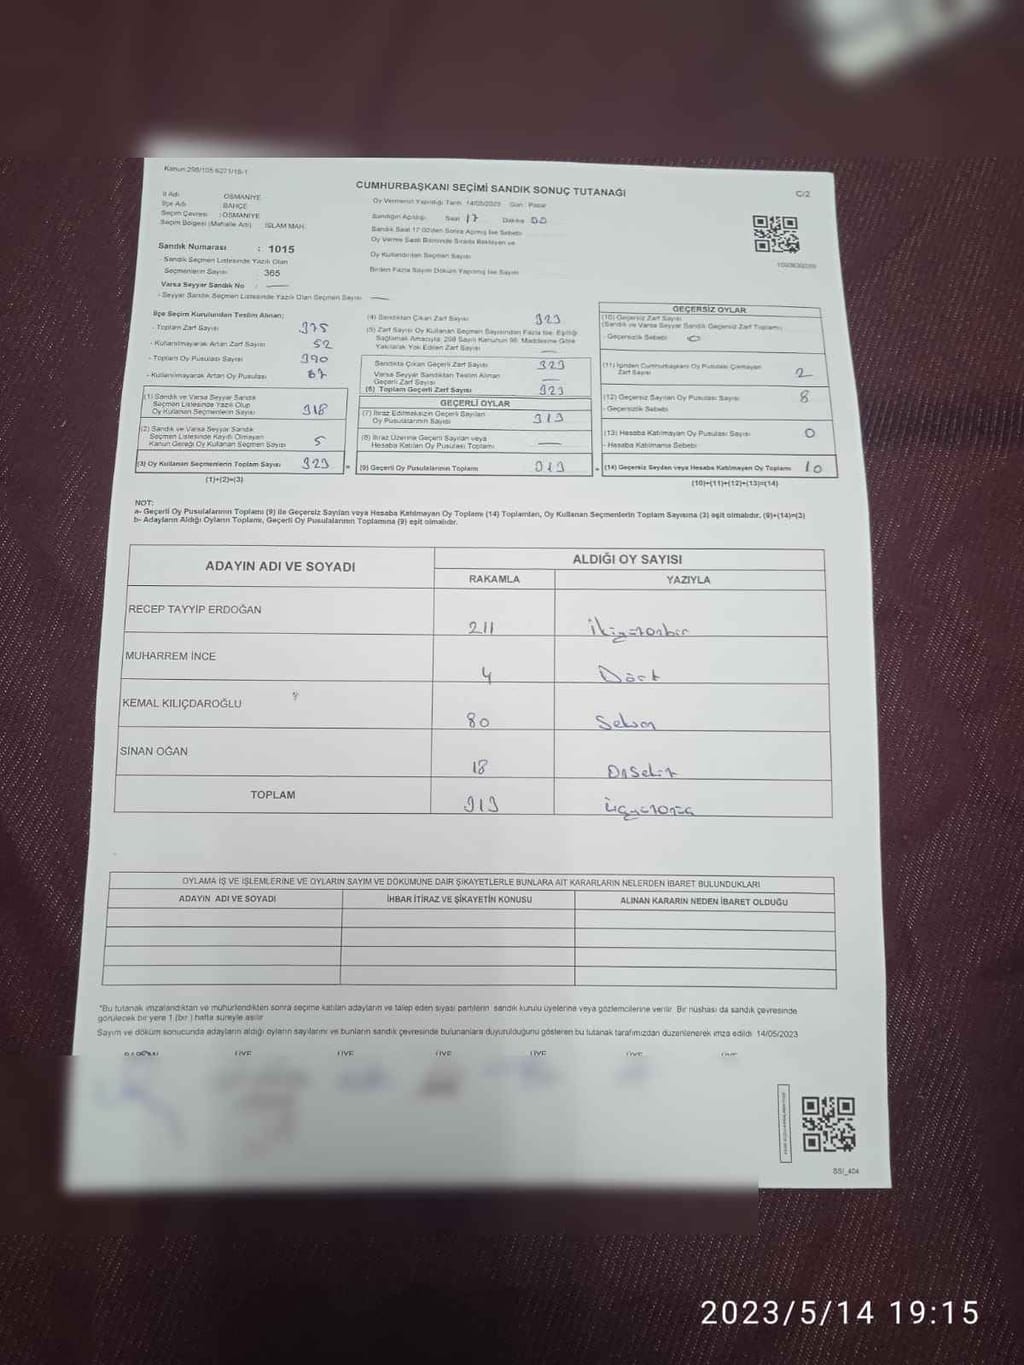 Kanun:298/105 6271/18-1
CUMHURBAŞKANI SEÇİMİ SANDIK SONUÇ TUTANAĞI
C/2
İl Adı : OSMANİYE
İlçe Adı : BAHÇE
Seçim Çevresi : OSMANİYE
Seçim Bölgesi (Mahalle Adı) : İSLAM MAH.
Oy Vermenin Yapıldığı Tarih 14/05/2023 Gün : Pazar
Sandığın Açıldığı Saat 17 Dakika 00
Sandık Saat 17:00'den Sonra Açılmış İse Sebebi
Oy Verme Saati Bitiminde Sırada Bekleyen ve
Oy Kullandırılan Seçmen Sayısı
Birden Fazla Sayım Döküm Yapılmış İse Sayısı
Sandık Numarası : 1015
- Sandık Seçmen Listesinde Yazılı Olan
Seçmenlerin Sayısı : 365
Varsa Seyyar Sandık No : —
- Seyyar Sandık Seçmen Listesinde Yazılı Olan Seçmen Sayısı —
İlçe Seçim Kurulundan Teslim Alınan;
- Toplam Zarf Sayısı 375
- Kullanılmayarak Artan Zarf Sayısı 52
- Toplam Oy Pusulası Sayısı 390
- Kullanılmayarak Artan Oy Pusulası 67
(1) Sandık ve Varsa Seyyar Sandık
Seçmen Listesinde Yazılı Olup
Oy Kullanan Seçmenlerin Sayısı 318
(2) Sandık ve Varsa Seyyar Sandık
Seçmen Listesinde Kayıtlı Olmayan
Kanun Gereği Oy Kullanan Seçmen Sayısı 5
(3) Oy Kullanan Seçmenlerin Toplam Sayısı 323
(1)+(2)=(3)
(4) Sandıktan Çıkan Zarf Sayısı 323
(5) Zarf Sayısı Oy Kullanan Seçmen Sayısından Fazla İse, Eşitliği
Sağlamak Amacıyla, 298 Sayılı Kanunun 98. Maddesine Göre
Yakılarak Yok Edilen Zarf Sayısı —
Sandıkta Çıkan Geçerli Zarf Sayısı 323
Varsa Seyyar Sandıktan Teslim Alınan
Geçerli Zarf Sayısı —
(6) Toplam Geçerli Zarf Sayısı 323
GEÇERLİ OYLAR
(7) İtiraz Edilmeksizin Geçerli Sayılan
Oy Pusulalarının Sayısı 313
(8) İtiraz Üzerine Geçerli Sayılan veya
Hesaba Katılan Oy Pusulası Toplamı —
= (9) Geçerli Oy Pusulalarının Toplamı 313
GEÇERSİZ OYLAR
(10) Geçersiz Zarf Sayısı
(Sandık ve Varsa Seyyar Sandık Geçersiz Zarf Toplamı)
- Geçersizlik Sebebi 0
(11) İçinden Cumhurbaşkanı Oy Pusulası Çıkmayan
Zarf Sayısı 2
(12) Geçersiz Sayılan Oy Pusulası Sayısı 8
- Geçersizlik Sebebi
(13) Hesaba Katılmayan Oy Pusulası Sayısı 0
- Hesaba Katılmama Sebebi
+ (14) Geçersiz Sayılan veya Hesaba Katılmayan Oy Toplamı 10
(10)+(11)+(12)+(13)=(14)
NOT:
a- Geçerli Oy Pusulalarının Toplamı (9) ile Geçersiz Sayılan veya Hesaba Katılmayan Oy Toplamı (14) Toplamları, Oy Kullanan Seçmenlerin Toplam Sayısına (3) eşit olmalıdır. (9)+(14)=(3)
b- Adayların Aldığı Oyların Toplamı, Geçerli Oy Pusulalarının Toplamına (9) eşit olmalıdır.
ADAYIN ADI VE SOYADI
ALDIĞI OY SAYISI
RAKAMLA YAZIYLA
RECEP TAYYİP ERDOĞAN 211 İkiyüzonbir
MUHARREM İNCE 4 Dört
KEMAL KILIÇDAROĞLU 80 Seksen
SİNAN OĞAN 18 Onsekiz
TOPLAM 313 Üçyüzonüç
OYLAMA İŞ VE İŞLEMLERİNE VE OYLARIN SAYIM VE DÖKÜMÜNE DAİR ŞİKAYETLERLE BUNLARA AİT KARARLARIN NELERDEN İBARET BULUNDUKLARI
ADAYIN ADI VE SOYADI İHBAR İTİRAZ VE ŞİKAYETİN KONUSU ALINAN KARARIN NEDEN İBARET OLDUĞU
*Bu tutanak imzalandıktan ve mühürlendikten sonra seçime katılan adayların ve talep eden siyasi partilerin sandık kurulu üyelerine veya gözlemcilerine verilir. Bir nüshası da sandık çevresinde
görülecek bir yere 1 (bir ) hafta süreyle asılır
Sayım ve döküm sonucunda adayların aldığı oyların sayılarını ve bunların sandık çevresinde bulunanlara duyurulduğunu gösteren bu tutanak tarafımızdan düzenlenerek imza edildi. 14/05/2023
BAŞKAN ÜYE ÜYE ÜYE ÜYE ÜYE ÜYE
SSI_404
2023/5/14 19:15